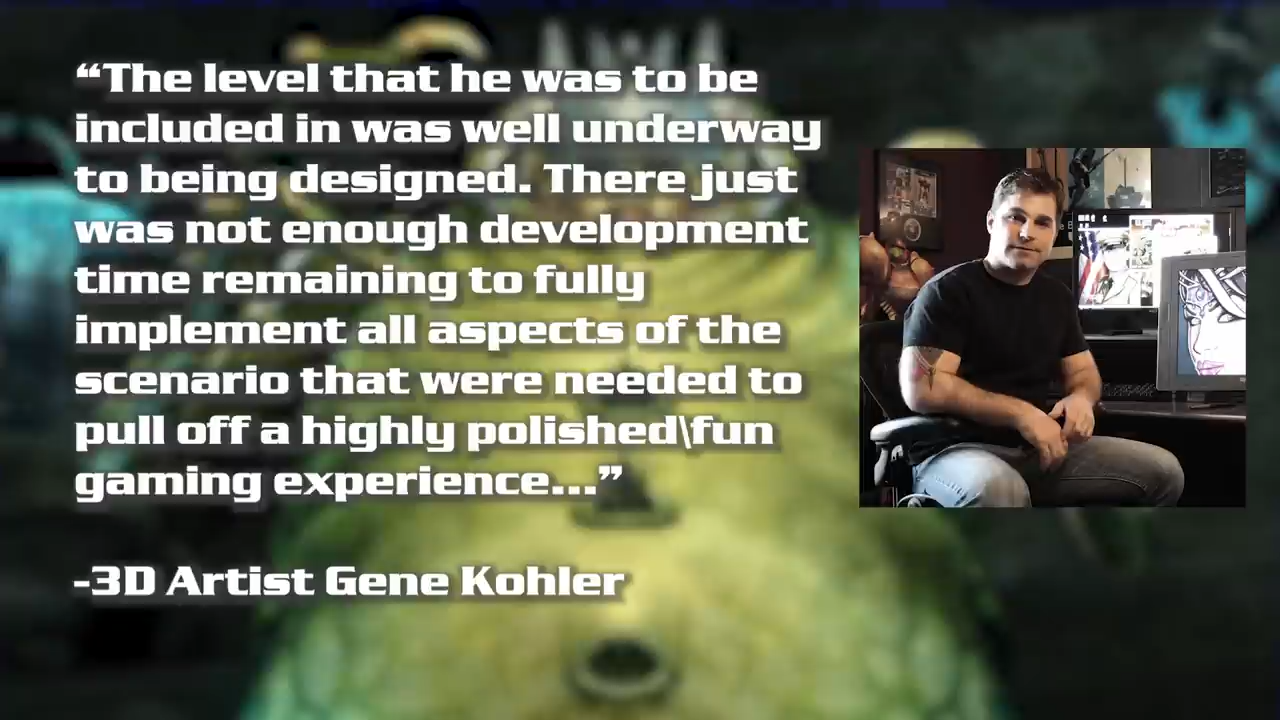 “The level that he was to be
included in was well underway
to being designed. There just
was not enough development
time remaining to fully
implement all aspects of the
scenario that were needed to
pull off a highly polished\fun
gaming experience...”
-3D Artist Gene Kohler